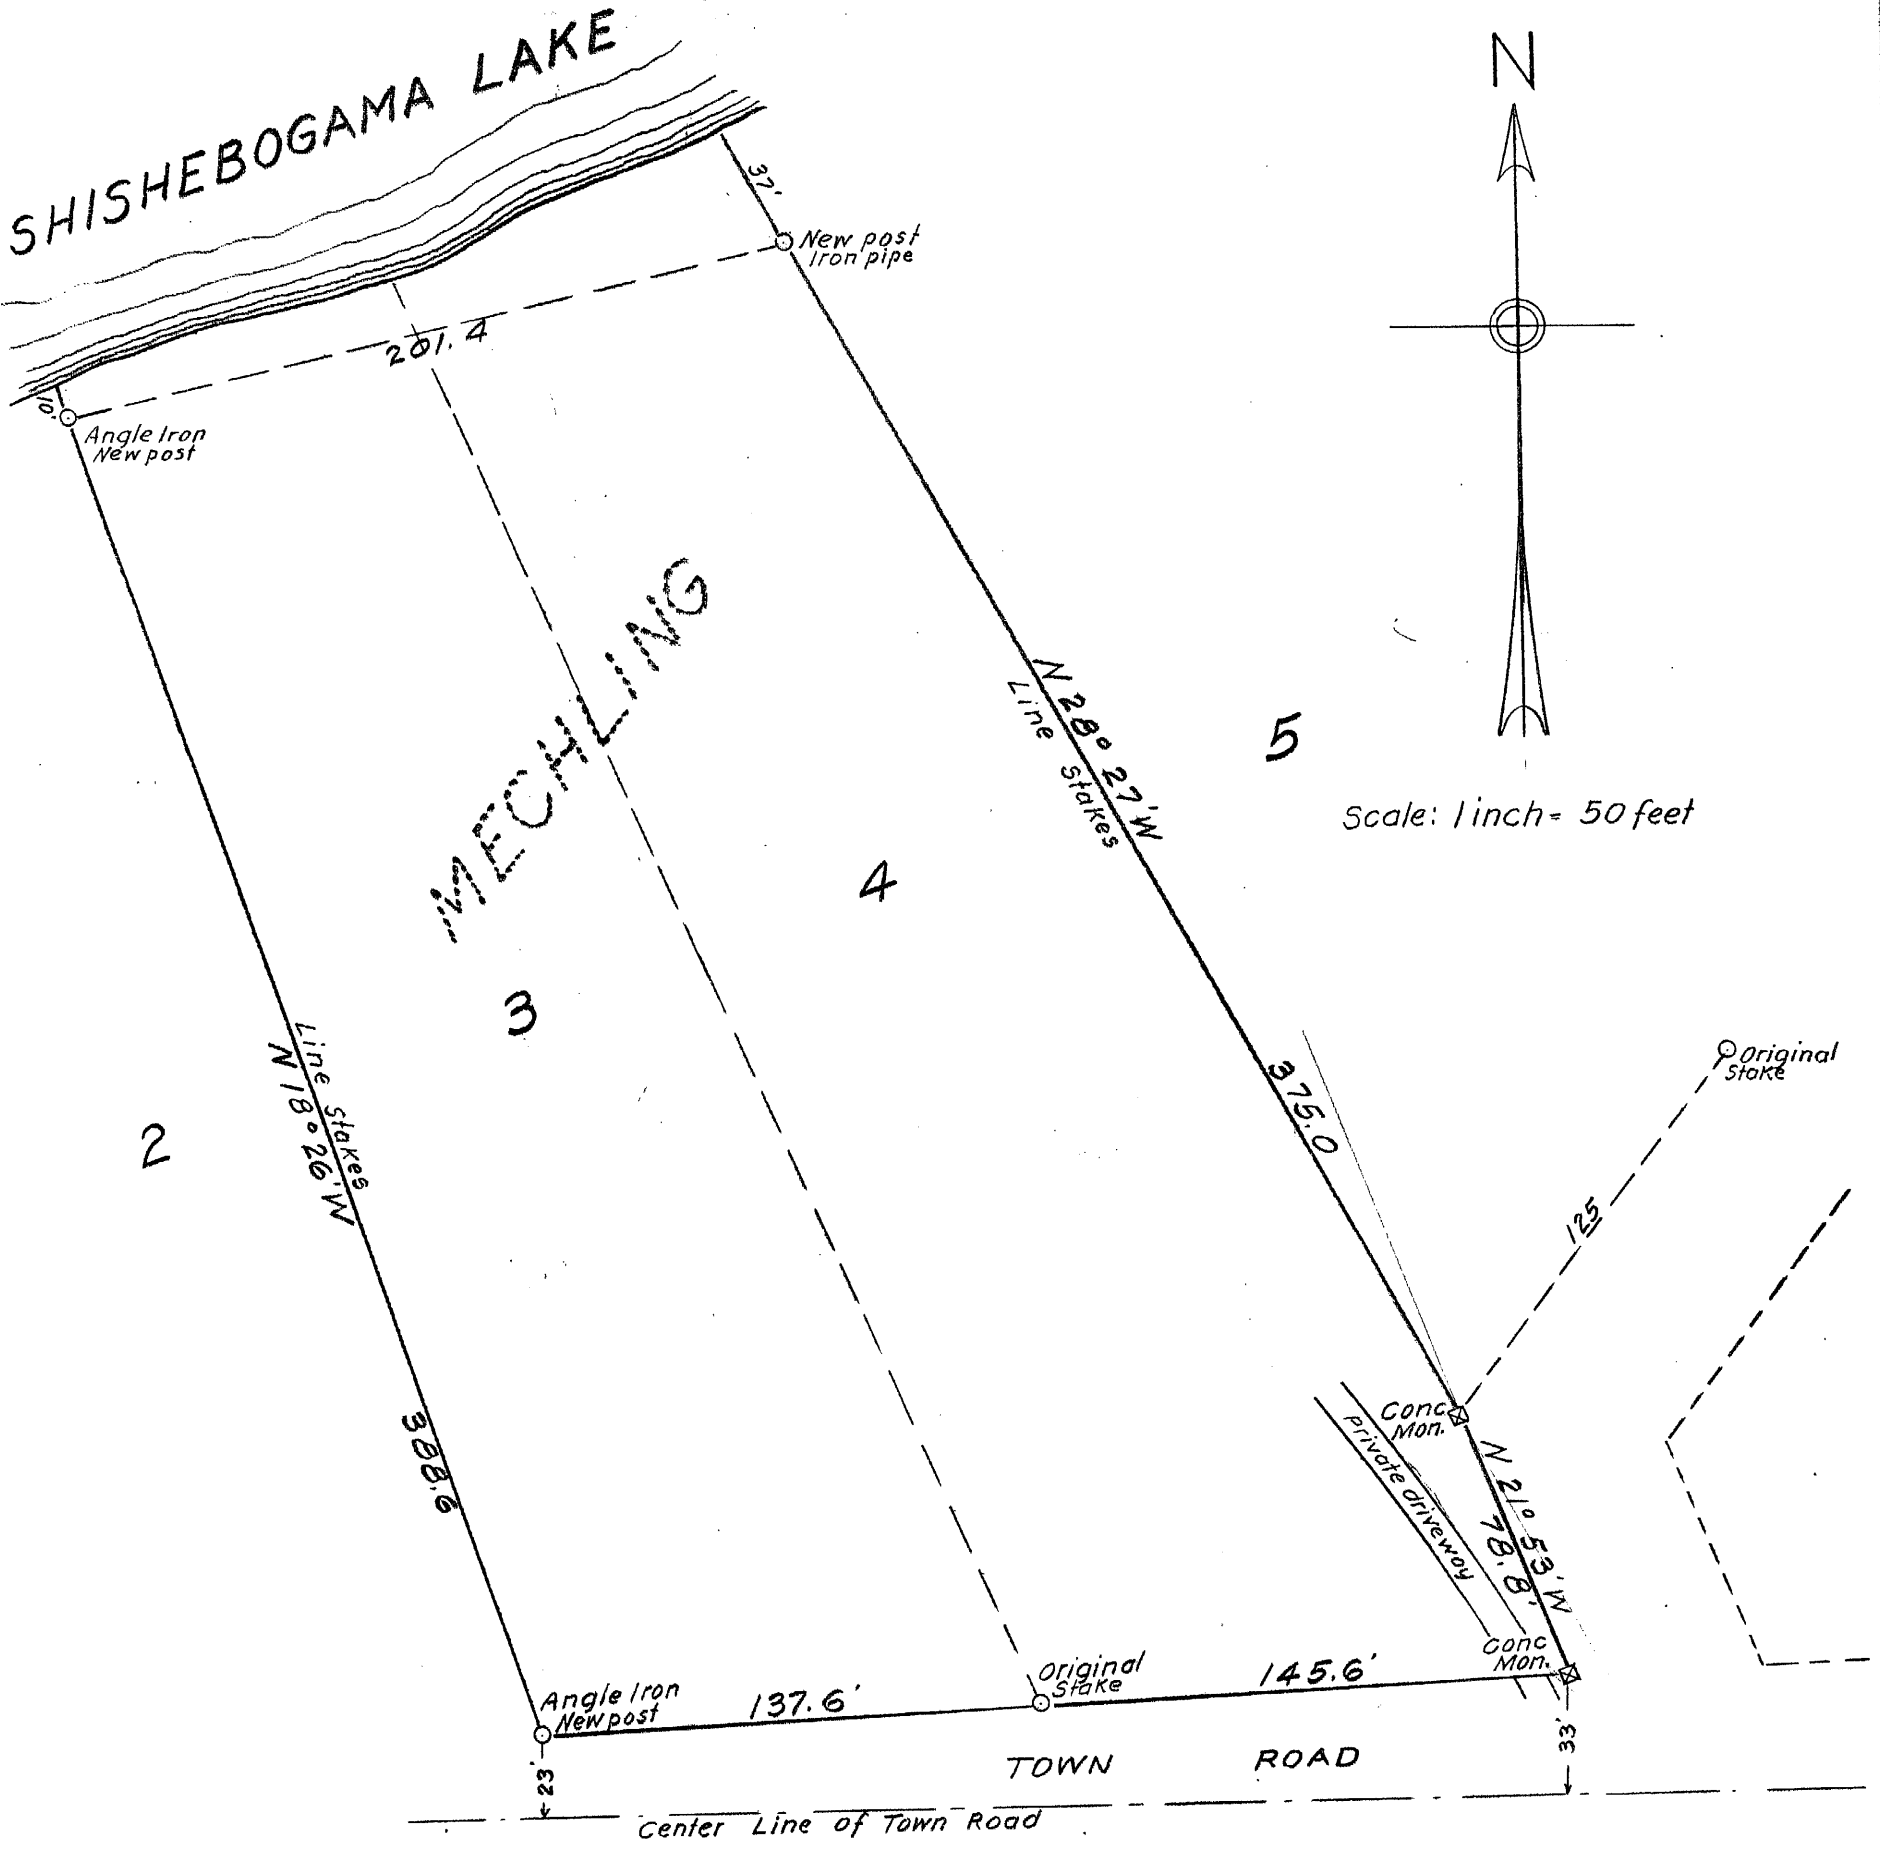 SHISHEBOGAMA LAKE
N
37'
New post
Iron pipe
201.4
10'
Angle Iron
New post
MECHLING
N 28° 27' W
Line Stakes
5
Scale: 1 inch = 50 feet
4
3
Line Stakes
N 18° 26' W
2
375.0
Original
Stake
125
388.6
Conc.
Mon.
private driveway
N 21° 53' W
78.8'
Conc
Mon.
Original
Stake
145.6'
Angle Iron
New post
137.6'
23'
33'
TOWN ROAD
Center Line of Town Road